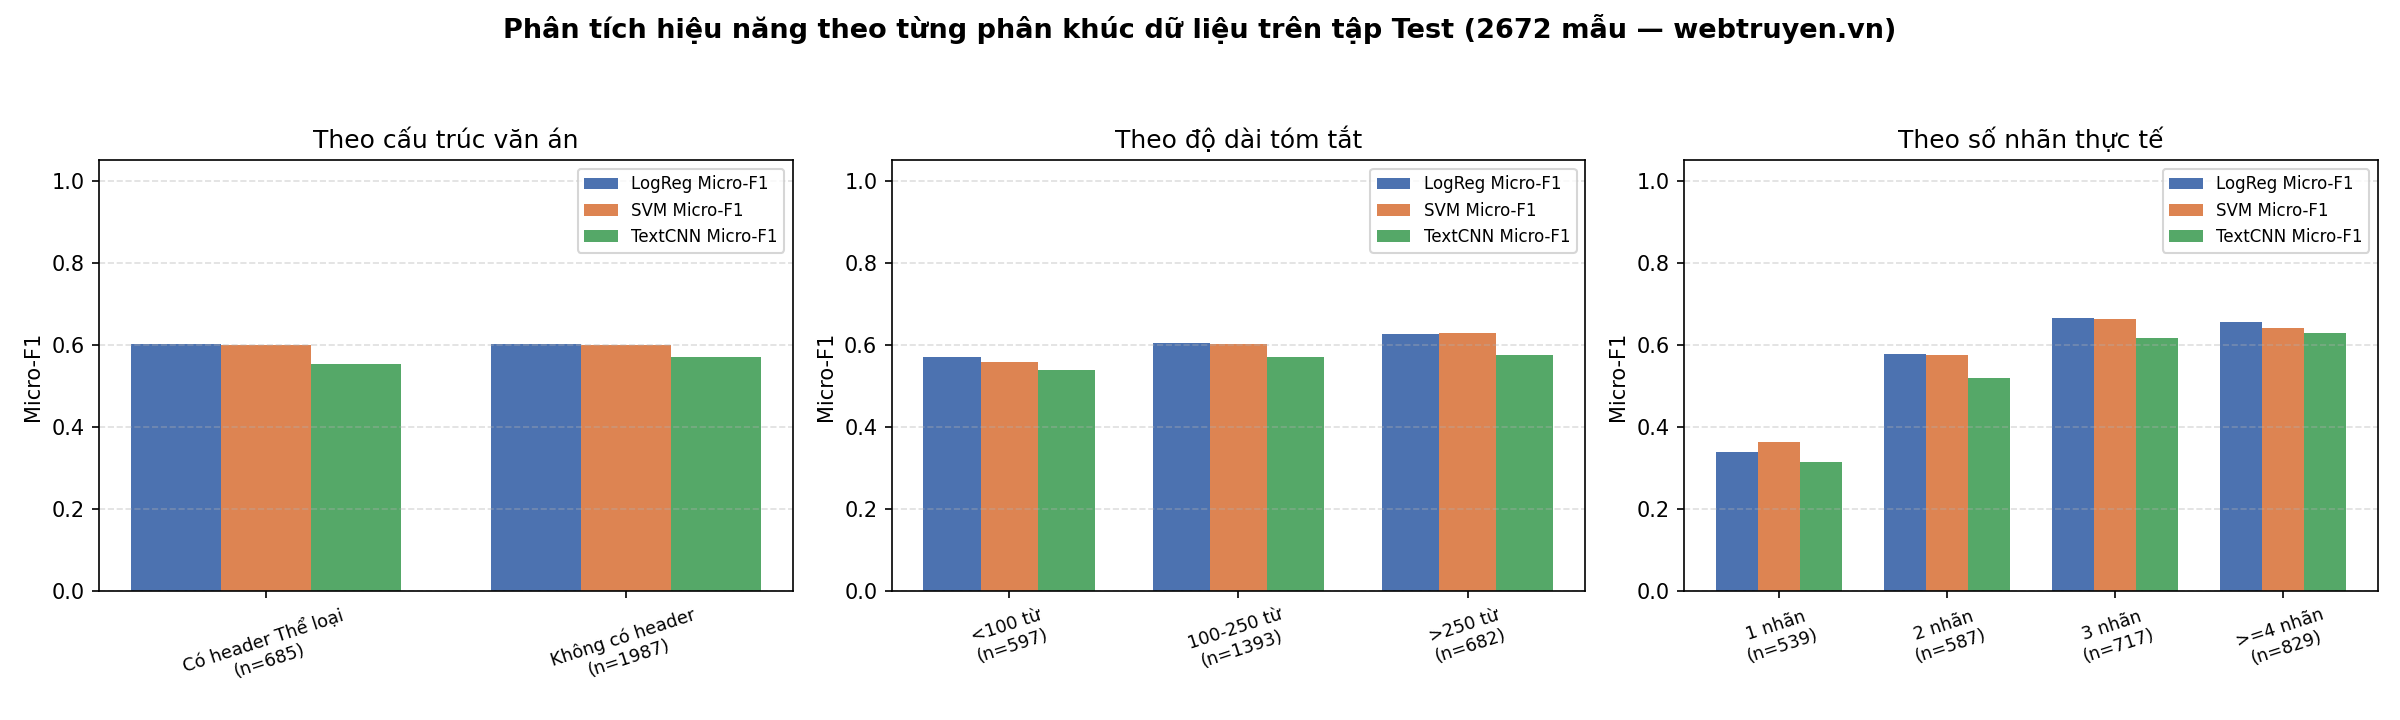 Phân tích hiệu năng theo từng phân khúc dữ liệu trên tập Test (2672 mẫu — webtruyen.vn)
Theo cấu trúc văn án
Micro-F1
1.0
0.8
0.6
0.4
0.2
0.0
LogReg Micro-F1
SVM Micro-F1
TextCNN Micro-F1
Có header Thể loại
(n=685)
Không có header
(n=1987)
Theo độ dài tóm tắt
Micro-F1
1.0
0.8
0.6
0.4
0.2
0.0
LogReg Micro-F1
SVM Micro-F1
TextCNN Micro-F1
<100 từ
(n=597)
100-250 từ
(n=1393)
>250 từ
(n=682)
Theo số nhãn thực tế
Micro-F1
1.0
0.8
0.6
0.4
0.2
0.0
LogReg Micro-F1
SVM Micro-F1
TextCNN Micro-F1
1 nhãn
(n=539)
2 nhãn
(n=587)
3 nhãn
(n=717)
>=4 nhãn
(n=829)